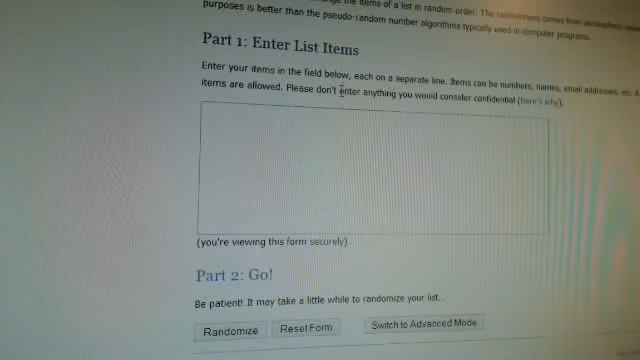 the items of a list in random order. The randomness comes from atmospheric
purposes is better than the pseudo-random number algorithms typically used in computer programs.
Part 1: Enter List Items
Enter your items in the field below, each on a separate line. Items can be numbers, names, email addresses, etc. A
items are allowed. Please don't enter anything you would consider confidential (here's why).
(you're viewing this form securely)
Part 2: Go!
Be patient! It may take a little while to randomize your list...
Randomize Reset Form Switch to Advanced Mode